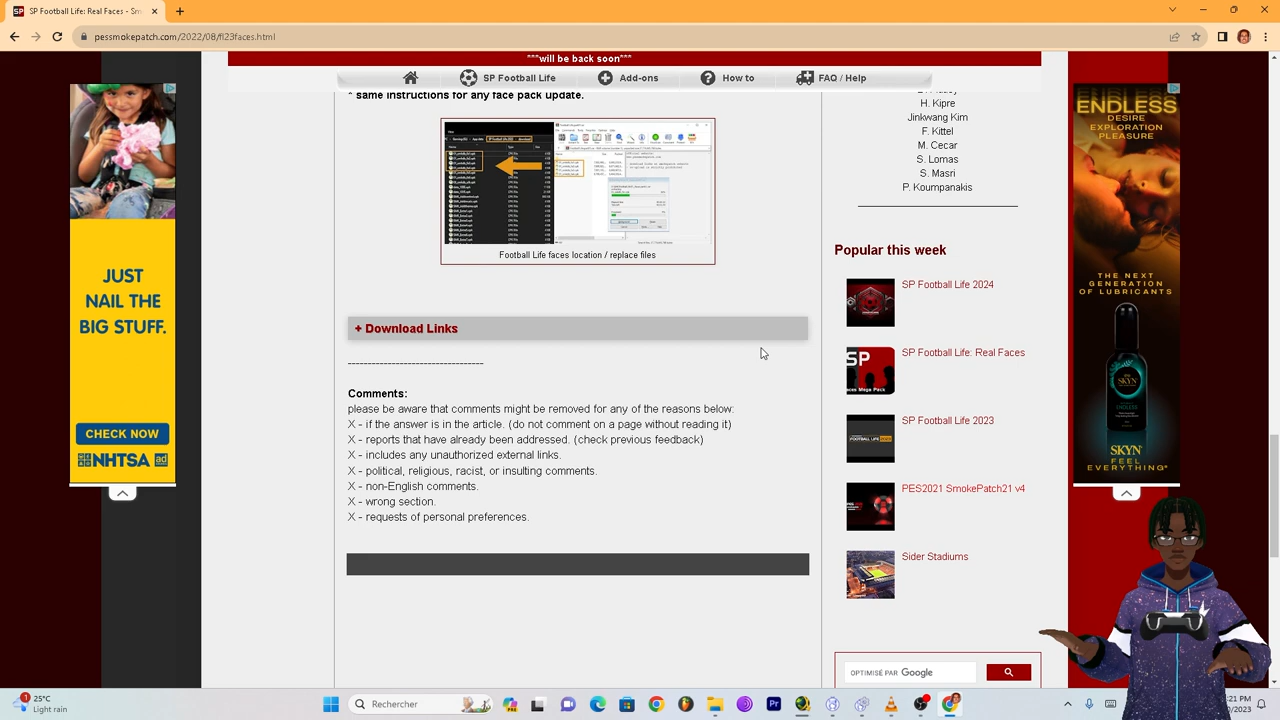 SP Football Life: Real Faces - Sm
pessmokepatch.com/2022/08/fl23faces.html
***will be back soon***
SP Football Life
Add-ons
How to
FAQ / Help
* same instructions for any face pack update.
Football Life faces location / replace files
+ Download Links
----------------------------------
Comments:
please be aware that comments might be removed for any of the reasons below:
X - if the answer is in the article. (do not comment on a page without reading it)
X - reports that have already been addressed. (check previous feedback)
X - includes any unauthorized external links.
X - political, religious, racist, or insulting comments.
X - non-English comments.
X - wrong section.
X - requests of personal preferences.
H. Kipre
Jinkwang Kim
F. Kittel
M. Cecar
S. Lomas
S. Masri
P. Koumpanakis
Popular this week
SP Football Life 2024
SP Football Life: Real Faces
SP Football Life 2023
PES2021 SmokePatch21 v4
Sider Stadiums
OPTIMISÉ PAR Google
JUST
NAIL THE
BIG STUFF.
CHECK NOW
NHTSA ad
ENDLESS
DESIRE
EXPLORATION
PLEASURE
THE NEXT
GENERATION
OF LUBRICANTS
SKYN
ENDLESS
SKYN
FEEL
EVERYTHING*
1
25°C
Light rain
Rechercher